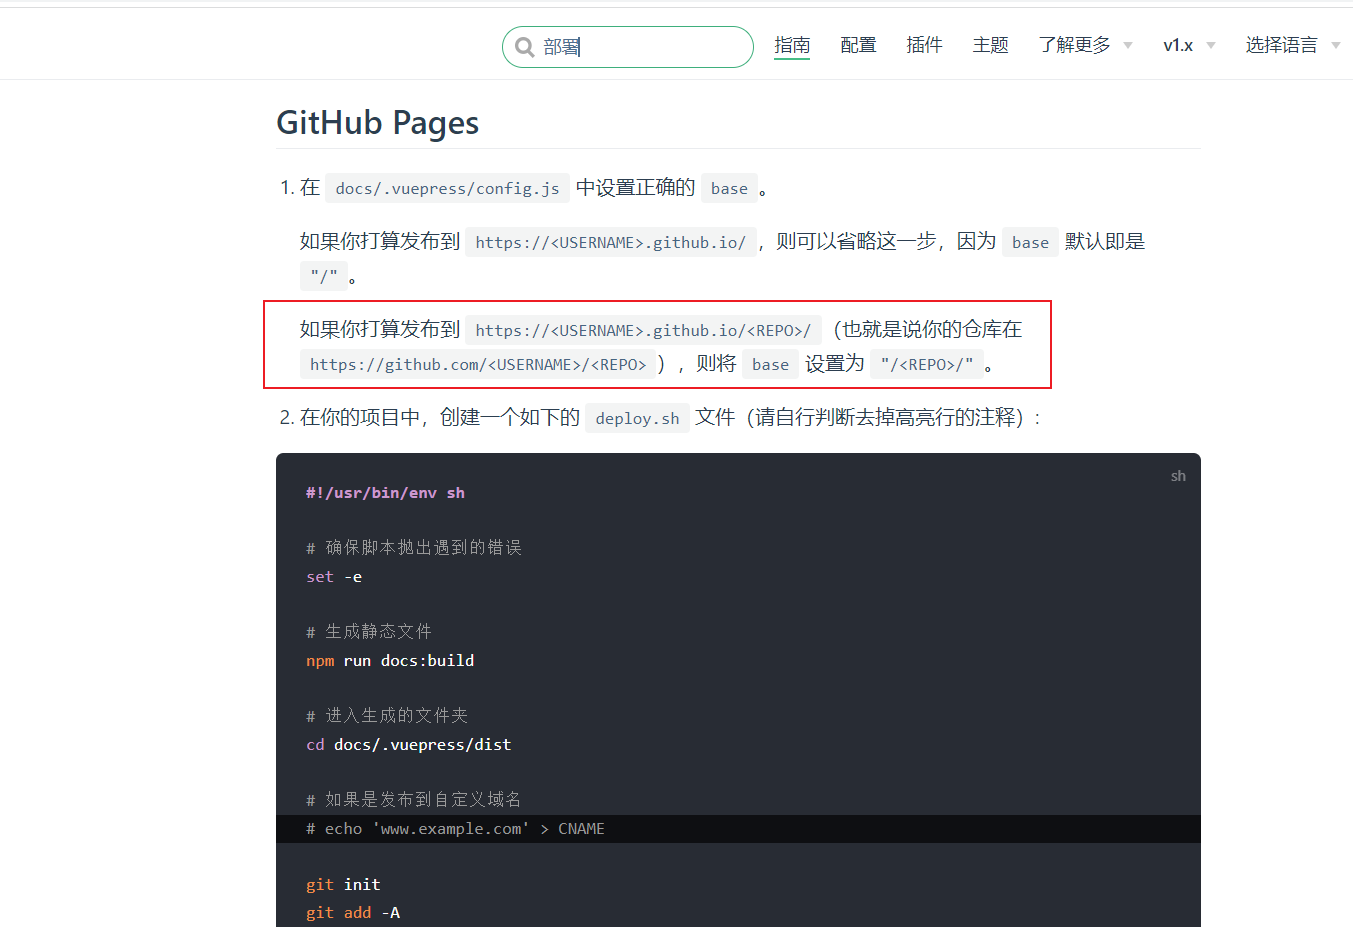 部署 指南 配置 插件 主题 了解更多 v1.x 选择语言
GitHub Pages
1. 在 docs/.vuepress/config.js 中设置正确的 base 。
如果你打算发布到 https://<USERNAME>.github.io/ ，则可以省略这一步，因为 base 默认即是
"/" 。
如果你打算发布到 https://<USERNAME>.github.io/<REPO>/ （也就是说你的仓库在
https://github.com/<USERNAME>/<REPO> ），则将 base 设置为 "/<REPO>/" 。
2. 在你的项目中，创建一个如下的 deploy.sh 文件（请自行判断去掉高亮行的注释）:
sh
#!/usr/bin/env sh
# 确保脚本抛出遇到的错误
set -e
# 生成静态文件
npm run docs:build
# 进入生成的文件夹
cd docs/.vuepress/dist
# 如果是发布到自定义域名
# echo 'www.example.com' > CNAME
git init
git add -A